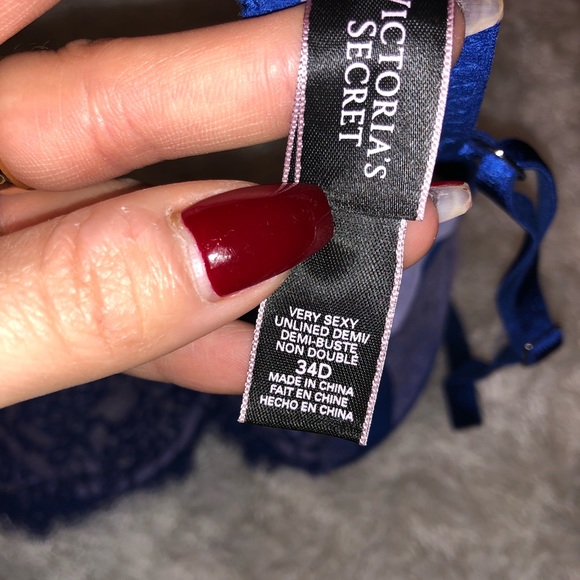 VICTORIA'S
SECRET
VERY SEXY
UNLINED DEMI/
DEMI-BUSTE
NON DOUBLÉ
34D
MADE IN CHINA
FAIT EN CHINE
HECHO EN CHINA